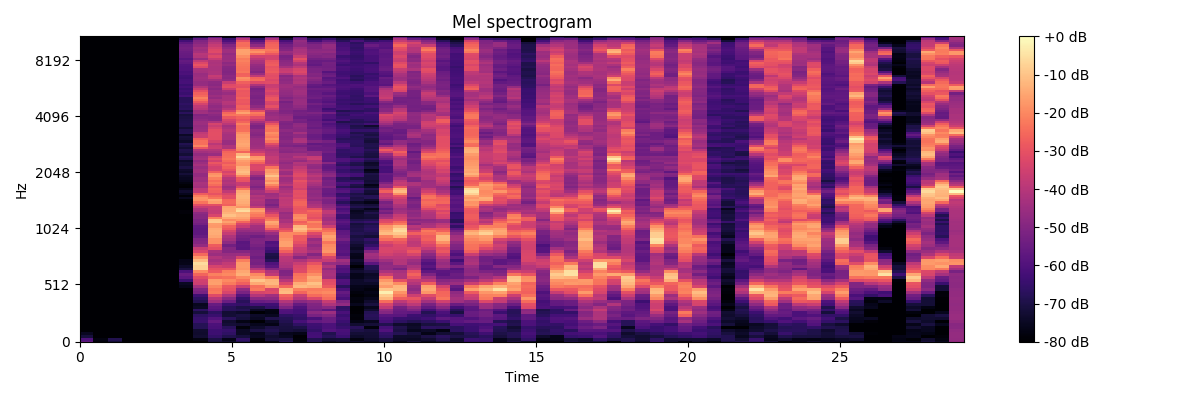 Mel spectrogram
8192
4096
2048
1024
512
0
Hz
0 5 10 15 20 25
Time
+0 dB
-10 dB
-20 dB
-30 dB
-40 dB
-50 dB
-60 dB
-70 dB
-80 dB